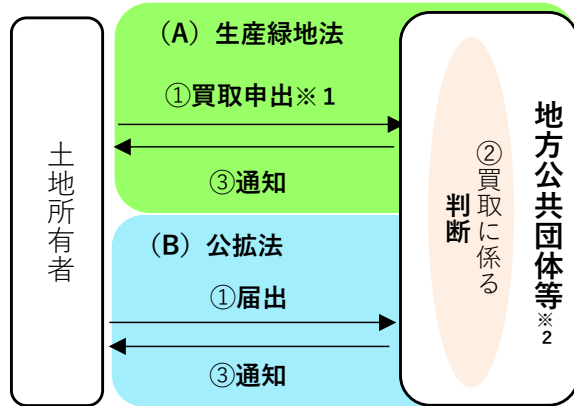 土地所有者
（A）生産緑地法
①買取申出※１
③通知
（B）公拡法
①届出
③通知
②買取に係る
判断
地方公共団体等※2